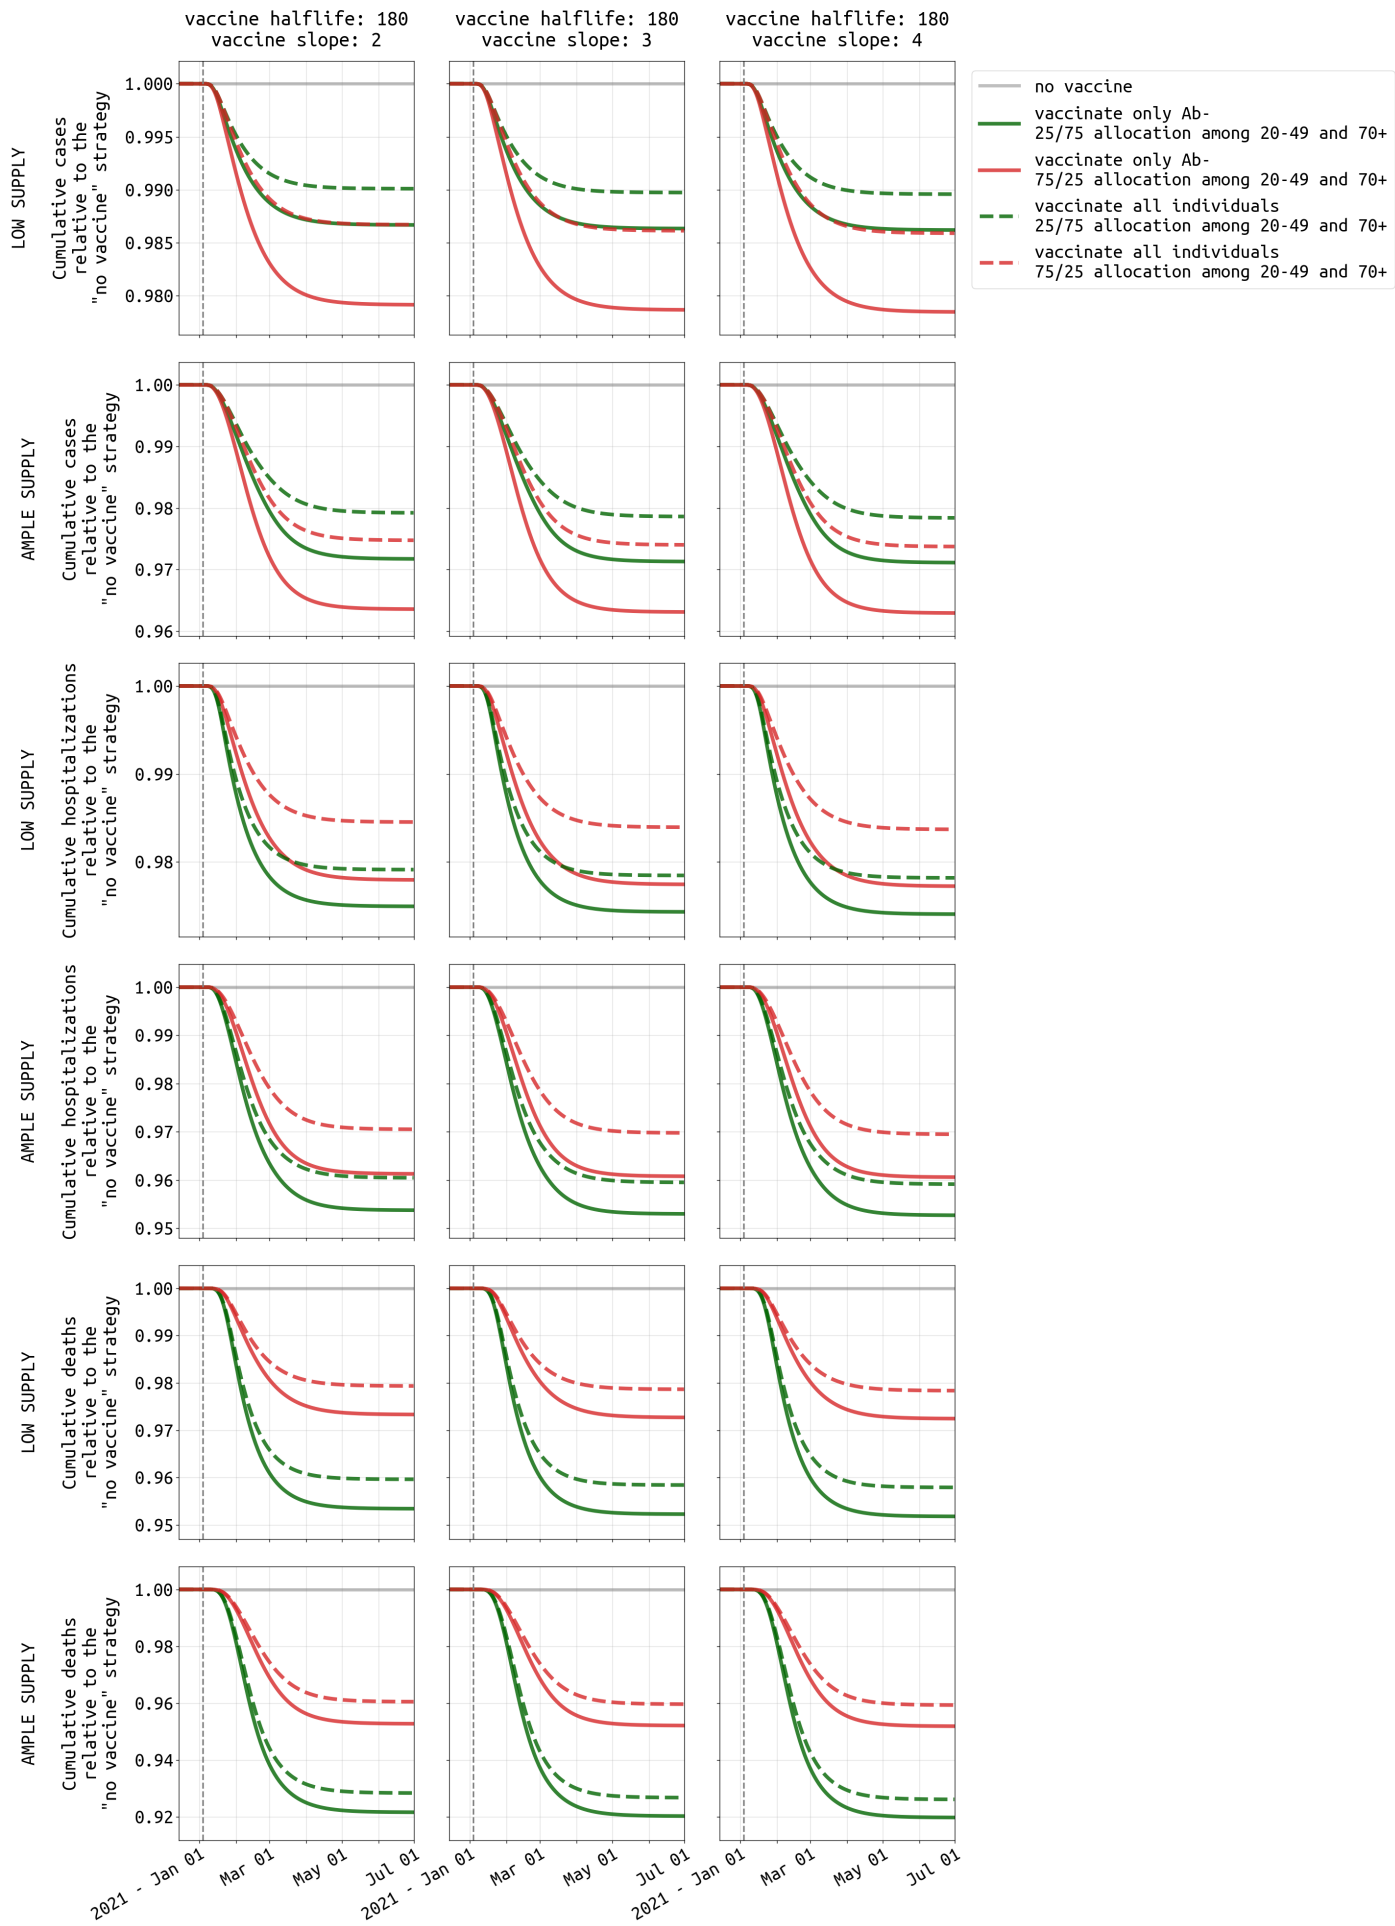 vaccine halflife: 180
vaccine slope: 2
vaccine halflife: 180
vaccine slope: 3
vaccine halflife: 180
vaccine slope: 4
no vaccine
vaccinate only Ab-
25/75 allocation among 20-49 and 70+
vaccinate only Ab-
75/25 allocation among 20-49 and 70+
vaccinate all individuals
25/75 allocation among 20-49 and 70+
vaccinate all individuals
75/25 allocation among 20-49 and 70+
LOW SUPPLY
Cumulative cases
relative to the
"no vaccine" strategy
1.000
0.995
0.990
0.985
0.980
AMPLE SUPPLY
Cumulative cases
relative to the
"no vaccine" strategy
1.00
0.99
0.98
0.97
0.96
LOW SUPPLY
Cumulative hospitalizations
relative to the
"no vaccine" strategy
1.00
0.99
0.98
AMPLE SUPPLY
Cumulative hospitalizations
relative to the
"no vaccine" strategy
1.00
0.99
0.98
0.97
0.96
0.95
LOW SUPPLY
Cumulative deaths
relative to the
"no vaccine" strategy
1.00
0.99
0.98
0.97
0.96
0.95
AMPLE SUPPLY
Cumulative deaths
relative to the
"no vaccine" strategy
1.00
0.98
0.96
0.94
0.92
2021 - Jan 01
Mar 01
May 01
Jul 01
2021 - Jan 01
Mar 01
May 01
Jul 01
2021 - Jan 01
Mar 01
May 01
Jul 01